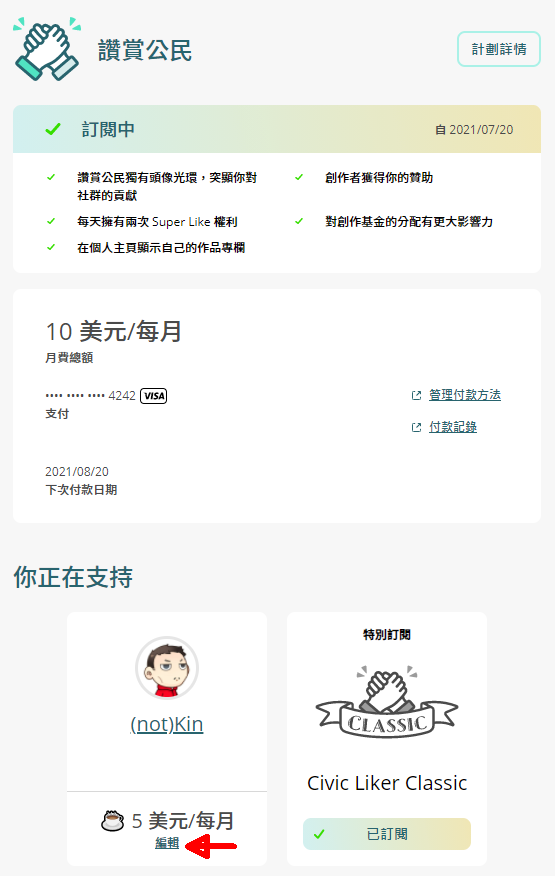 讚賞公民
計劃詳情
訂閱中
自 2021/07/20
讚賞公民獨有頭像光環，突顯你對
社群的貢獻
創作者獲得你的贊助
每天擁有兩次 Super Like 權利
對創作基金的分配有更大影響力
在個人主頁顯示自己的作品專欄
10 美元/每月
月費總額
•••• •••• •••• 4242 VISA
支付
管理付款方法
付款記錄
2021/08/20
下次付款日期
你正在支持
(not)Kin
5 美元/每月
編輯
特別訂閱
CLASSIC
Civic Liker Classic
已訂閱